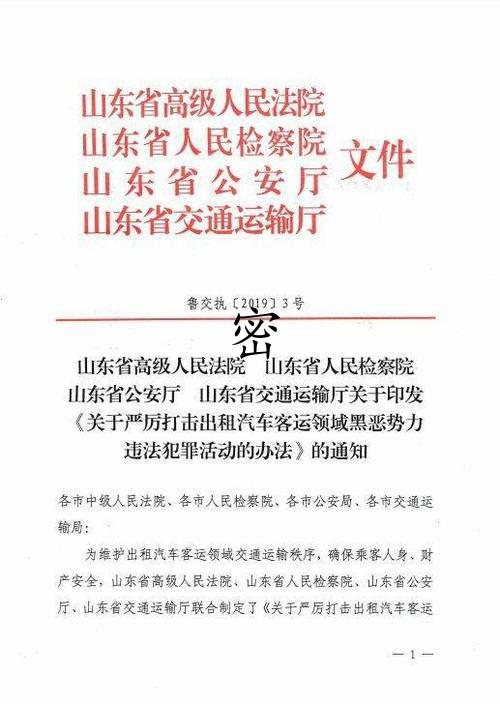 山东省高级人民法院
山东省人民检察院
山东省公安厅
山东省交通运输厅
文件
鲁交执〔2019〕3号
密
山东省高级人民法院 山东省人民检察院
山东省公安厅 山东省交通运输厅关于印发
《关于严厉打击出租汽车客运领域黑恶势力
违法犯罪活动的办法》的通知
各市中级人民法院、各市人民检察院、各市公安局、各市交通运
输局:
为维护出租汽车客运领域交通运输秩序，确保乘客人身、财
产安全，山东省高级人民法院、山东省人民检察院、山东省公安
厅、山东省交通运输厅联合制定了《关于严厉打击出租汽车客运
— 1 —